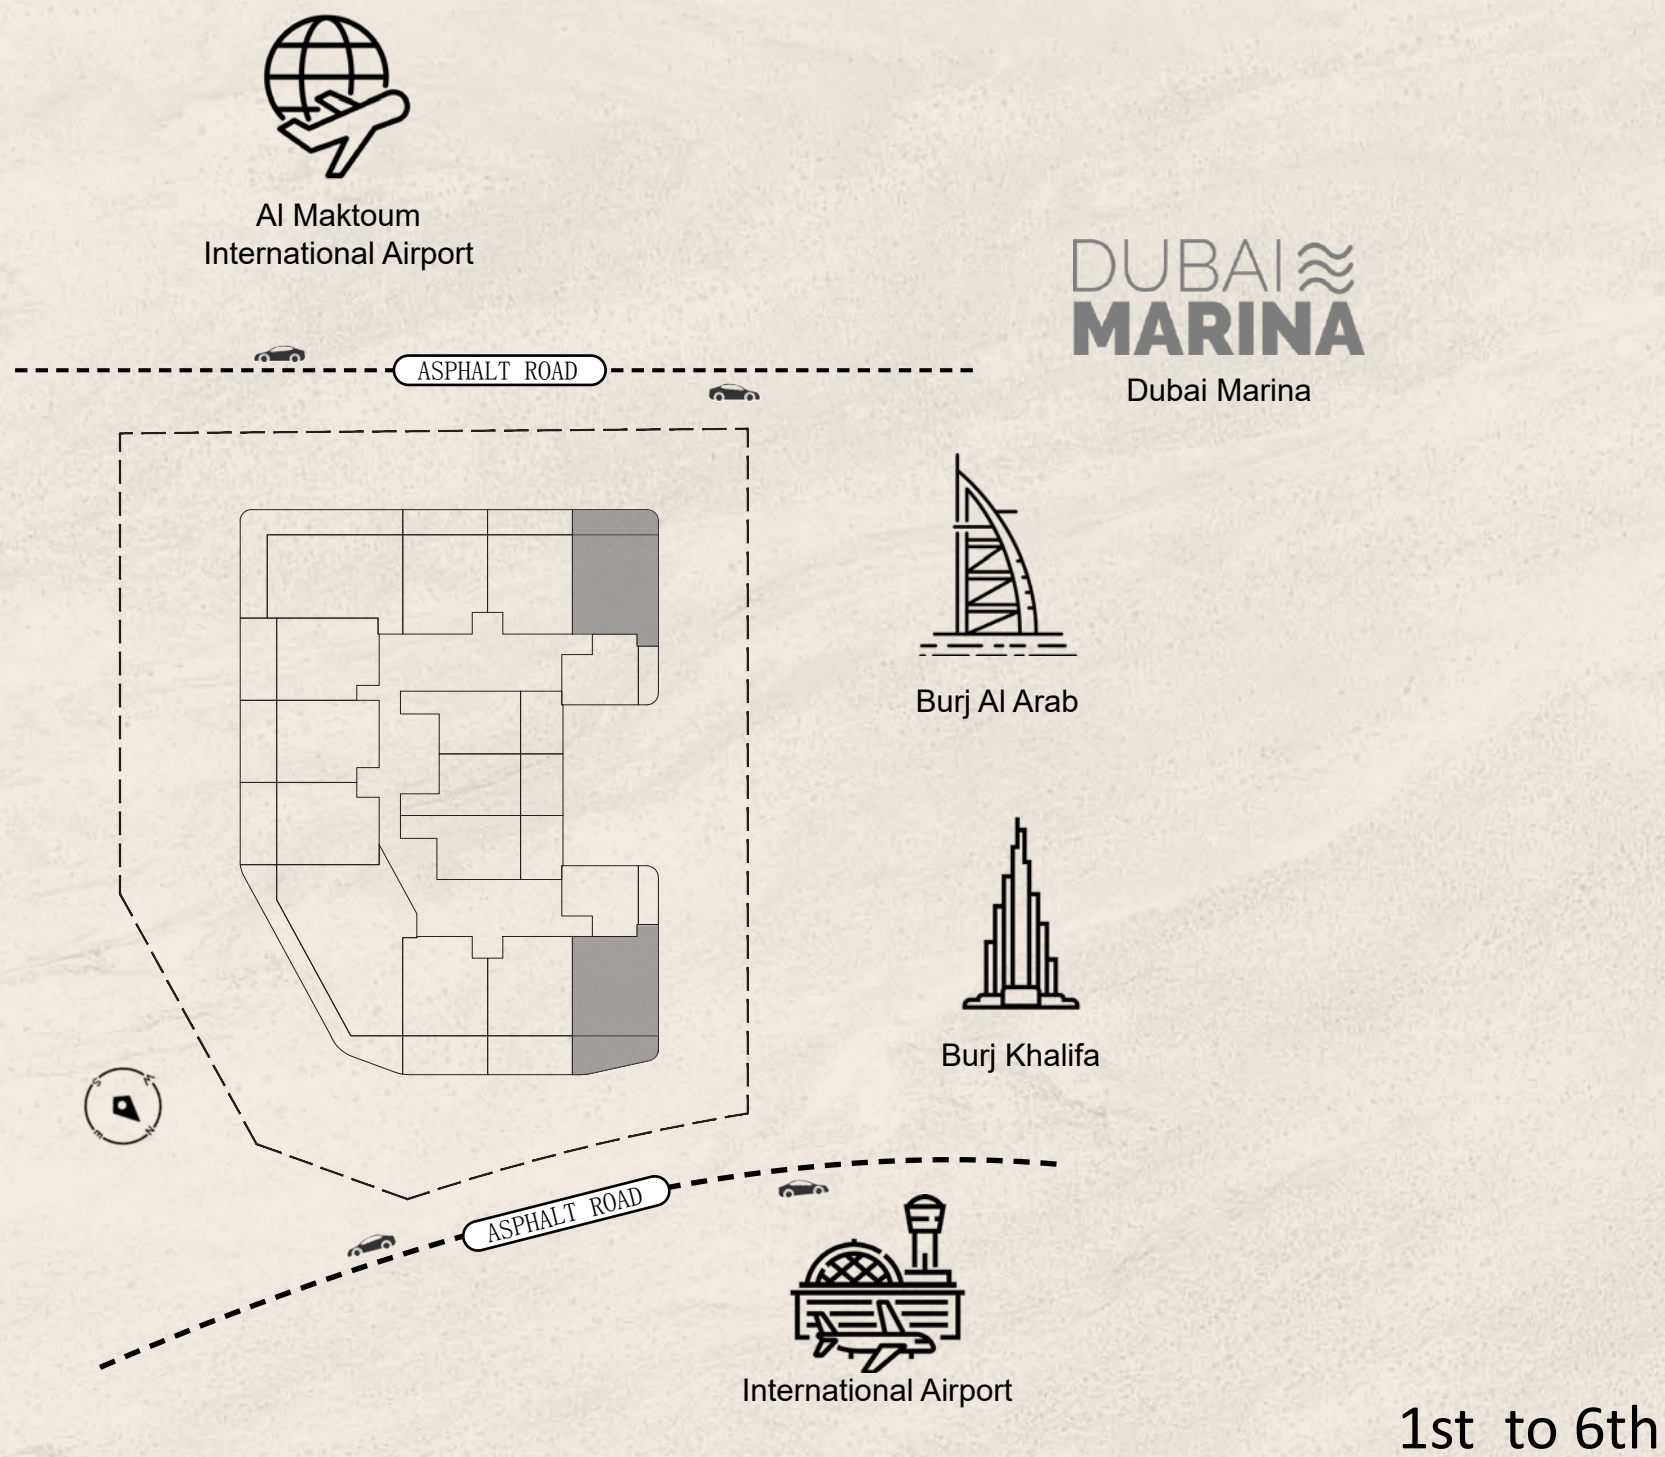 Al Maktoum
International Airport
DUBAI
MARINA
Dubai Marina
ASPHALT ROAD
Burj Al Arab
Burj Khalifa
S
W
E
N
ASPHALT ROAD
International Airport
1st to 6th